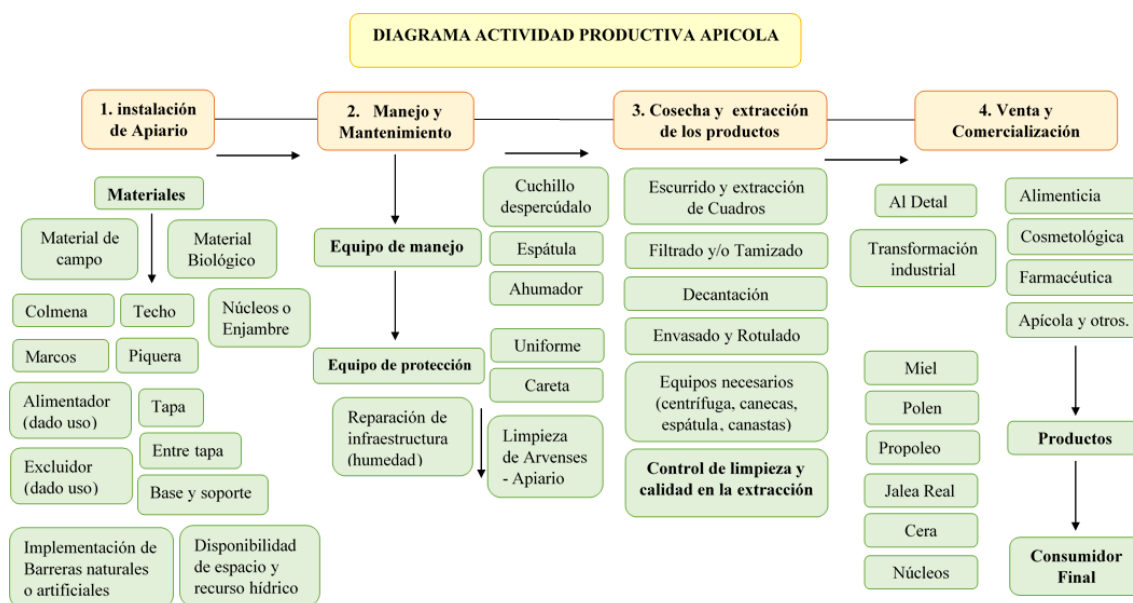 DIAGRAMA ACTIVIDAD PRODUCTIVA APICOLA
1. instalación
de Apiario
2. Manejo y
Mantenimiento
3. Cosecha y extracción
de los productos
4. Venta y
Comercialización
Materiales
Material de
campo
Material
Biológico
Colmena
Techo
Núcleos o
Enjambre
Marcos
Piquera
Alimentador
(dado uso)
Tapa
Entre tapa
Excluidor
(dado uso)
Base y soporte
Implementación de
Barreras naturales
o artificiales
Disponibilidad
de espacio y
recurso hídrico
Equipo de manejo
Cuchillo
despercúdalo
Espátula
Ahumador
Equipo de protección
Uniforme
Careta
Reparación de
infraestructura
(humedad)
Limpieza
de Arvenses
- Apiario
Escurrido y extracción
de Cuadros
Filtrado y/o Tamizado
Decantación
Envasado y Rotulado
Equipos necesarios
(centrífuga, canecas,
espátula, canastas)
Control de limpieza y
calidad en la extracción
Al Detal
Transformación
industrial
Alimenticia
Cosmetológica
Farmacéutica
Apícola y otros.
Miel
Polen
Propoleo
Jalea Real
Cera
Núcleos
Productos
Consumidor
Final